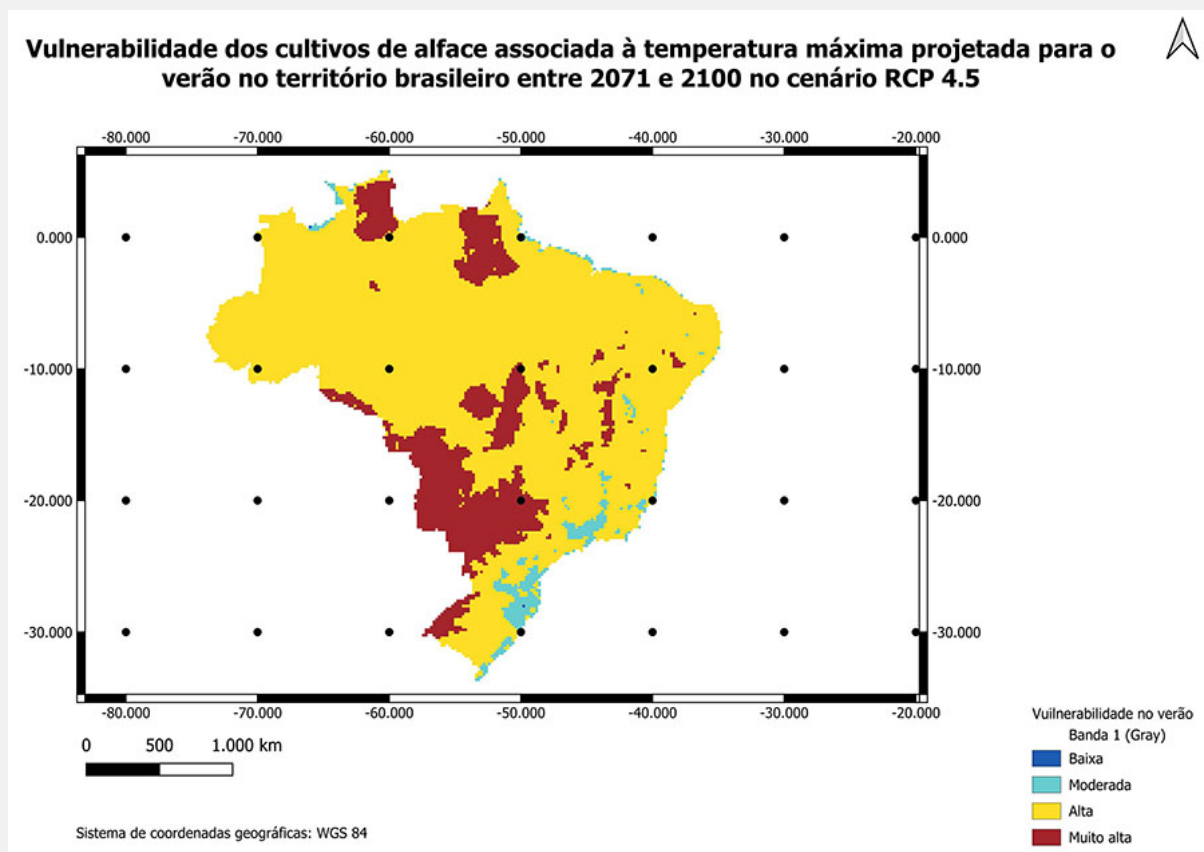 Vulnerabilidade dos cultivos de alface associada à temperatura máxima projetada para o
verão no território brasileiro entre 2071 e 2100 no cenário RCP 4.5
-80.000 -70.000 -60.000 -50.000 -40.000 -30.000 -20.000
0.000 0.000
-10.000 -10.000
-20.000 -20.000
-30.000 -30.000
-80.000 -70.000 -60.000 -50.000 -40.000 -30.000 -20.000
0 500 1.000 km
Sistema de coordenadas geográficas: WGS 84
Vuilnerabilidade no verão
Banda 1 (Gray)
Baixa
Moderada
Alta
Muito alta